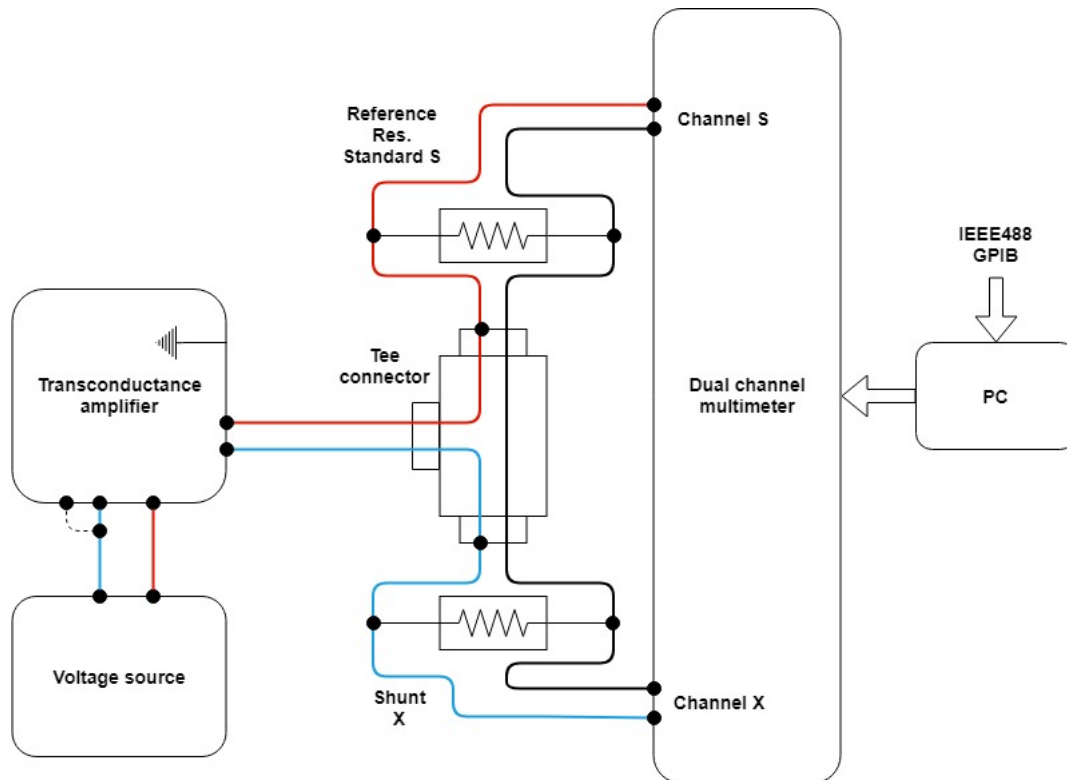 Reference
Res.
Standard S
Channel S
IEEE488
GPIB
Tee
connector
Transconductance
amplifier
Dual channel
multimeter
PC
Voltage source
Shunt
X
Channel X